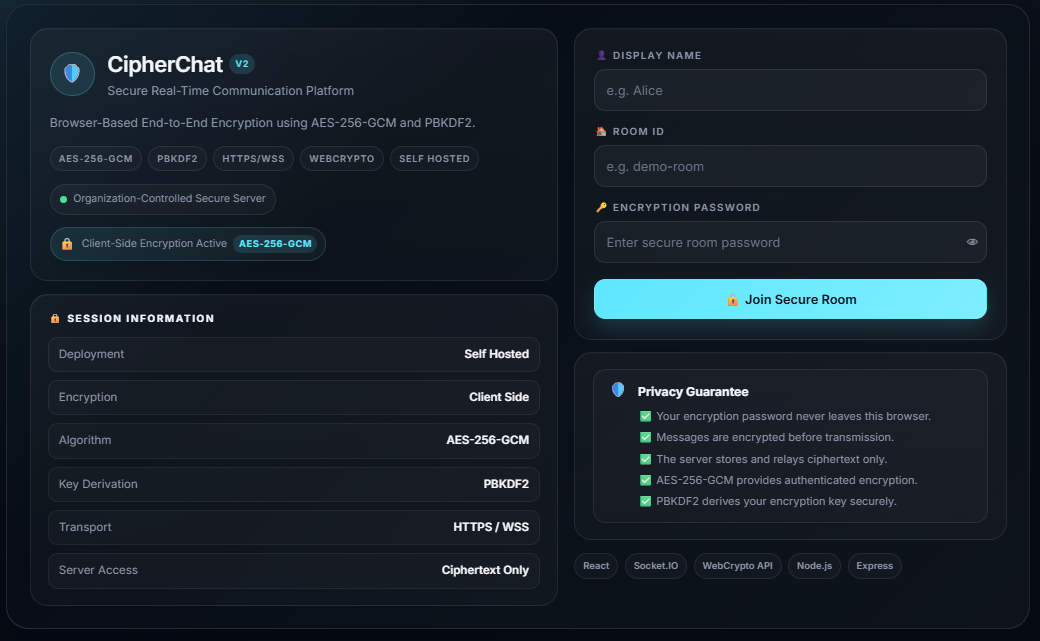 CipherChat V2
Secure Real-Time Communication Platform
Browser-Based End-to-End Encryption using AES-256-GCM and PBKDF2.
AES-256-GCM PBKDF2 HTTPS/WSS WEBCRYPTO SELF HOSTED
Organization-Controlled Secure Server
Client-Side Encryption Active AES-256-GCM
SESSION INFORMATION
Deployment Self Hosted
Encryption Client Side
Algorithm AES-256-GCM
Key Derivation PBKDF2
Transport HTTPS / WSS
Server Access Ciphertext Only
DISPLAY NAME
e.g. Alice
ROOM ID
e.g. demo-room
ENCRYPTION PASSWORD
Enter secure room password
Join Secure Room
Privacy Guarantee
Your encryption password never leaves this browser.
Messages are encrypted before transmission.
The server stores and relays ciphertext only.
AES-256-GCM provides authenticated encryption.
PBKDF2 derives your encryption key securely.
React Socket.IO WebCrypto API Node.js Express